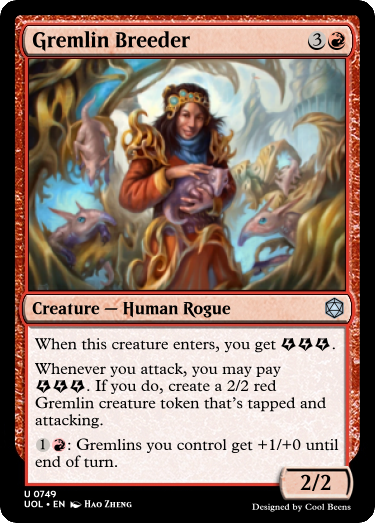 Gremlin Breeder 3
Creature — Human Rogue
When this creature enters, you get
Whenever you attack, you may pay
. If you do, create a 2/2 red
Gremlin creature token that's tapped and
attacking.
1 : Gremlins you control get +1/+0 until
end of turn.
2/2
U 0749
UOL • EN Hao Zheng
Designed by Cool Beens